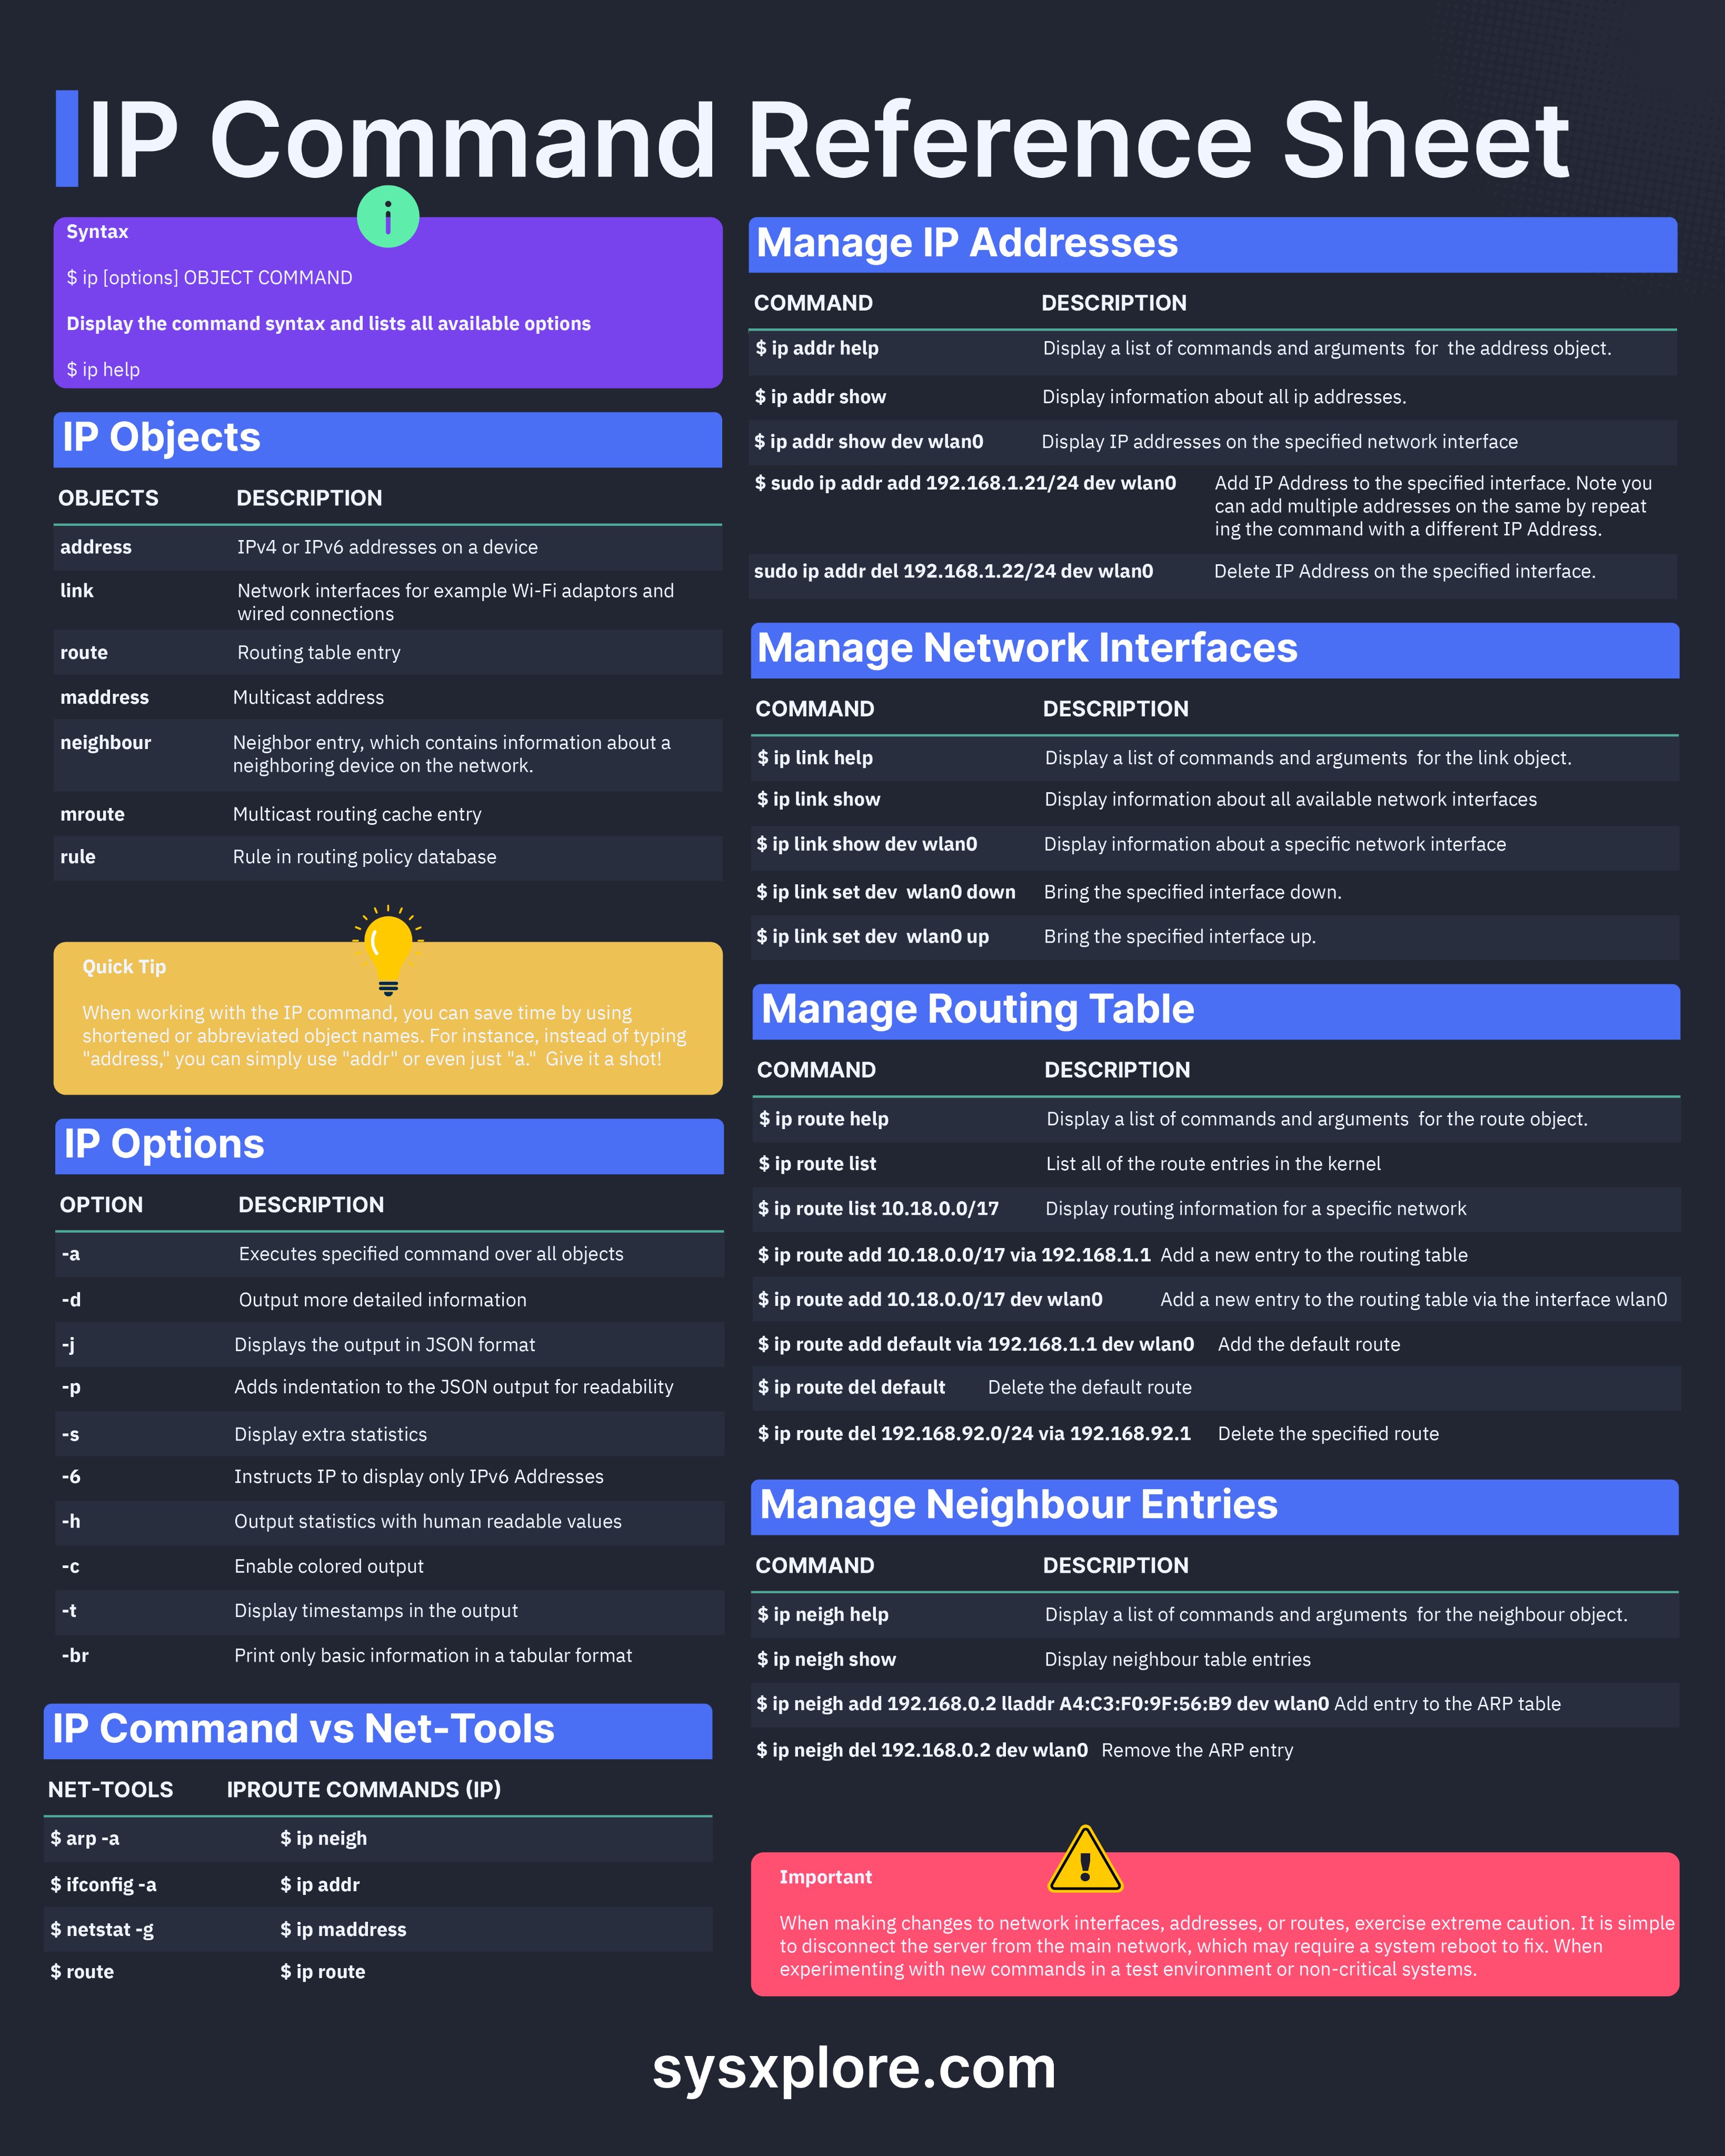 IP Command Reference Sheet
Syntax
$ ip [options] OBJECT COMMAND
Display the command syntax and lists all available options
$ ip help
IP Objects
OBJECTS DESCRIPTION
address IPv4 or IPv6 addresses on a device
link Network interfaces for example Wi-Fi adaptors and
wired connections
route Routing table entry
maddress Multicast address
neighbour Neighbor entry, which contains information about a
neighboring device on the network.
mroute Multicast routing cache entry
rule Rule in routing policy database
Quick Tip
When working with the IP command, you can save time by using
shortened or abbreviated object names. For instance, instead of typing
"address," you can simply use "addr" or even just "a."  Give it a shot!
IP Options
OPTION DESCRIPTION
-a Executes specified command over all objects
-d Output more detailed information
-j Displays the output in JSON format
-p Adds indentation to the JSON output for readability
-s Display extra statistics
-6 Instructs IP to display only IPv6 Addresses
-h Output statistics with human readable values
-c Enable colored output
-t Display timestamps in the output
-br Print only basic information in a tabular format
IP Command vs Net-Tools
NET-TOOLS IPROUTE COMMANDS (IP)
$ arp -a $ ip neigh
$ ifconfig -a $ ip addr
$ netstat -g $ ip maddress
$ route $ ip route
Manage IP Addresses
COMMAND DESCRIPTION
$ ip addr help Display a list of commands and arguments  for  the address object.
$ ip addr show Display information about all ip addresses.
$ ip addr show dev wlan0 Display IP addresses on the specified network interface
$ sudo ip addr add 192.168.1.21/24 dev wlan0 Add IP Address to the specified interface. Note you
can add multiple addresses on the same by repeat
ing the command with a different IP Address.
sudo ip addr del 192.168.1.22/24 dev wlan0 Delete IP Address on the specified interface.
Manage Network Interfaces
COMMAND DESCRIPTION
$ ip link help Display a list of commands and arguments  for the link object.
$ ip link show Display information about all available network interfaces
$ ip link show dev wlan0 Display information about a specific network interface
$ ip link set dev  wlan0 down Bring the specified interface down.
$ ip link set dev  wlan0 up Bring the specified interface up.
Manage Routing Table
COMMAND DESCRIPTION
$ ip route help Display a list of commands and arguments  for the route object.
$ ip route list List all of the route entries in the kernel
$ ip route list 10.18.0.0/17 Display routing information for a specific network
$ ip route add 10.18.0.0/17 via 192.168.1.1 Add a new entry to the routing table
$ ip route add 10.18.0.0/17 dev wlan0 Add a new entry to the routing table via the interface wlan0
$ ip route add default via 192.168.1.1 dev wlan0 Add the default route
$ ip route del default Delete the default route
$ ip route del 192.168.92.0/24 via 192.168.92.1 Delete the specified route
Manage Neighbour Entries
COMMAND DESCRIPTION
$ ip neigh help Display a list of commands and arguments  for the neighbour object.
$ ip neigh show Display neighbour table entries
$ ip neigh add 192.168.0.2 lladdr A4:C3:F0:9F:56:B9 dev wlan0 Add entry to the ARP table
$ ip neigh del 192.168.0.2 dev wlan0 Remove the ARP entry
Important
When making changes to network interfaces, addresses, or routes, exercise extreme caution. It is simple
to disconnect the server from the main network, which may require a system reboot to fix. When
experimenting with new commands in a test environment or non-critical systems.
sysxplore.com